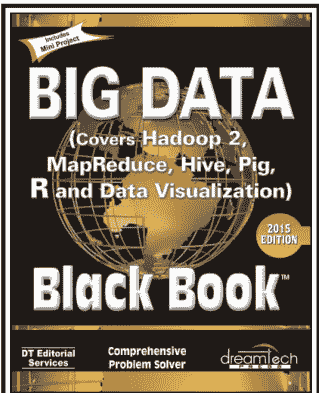 Includes
Mini Project
BIG DATA
(Covers Hadoop 2,
MapReduce, Hive, Pig,
R and Data Visualization)
2015
EDITION
Black Book™
DT Editorial
Services
Comprehensive
Problem Solver
dreamtech
PRESS